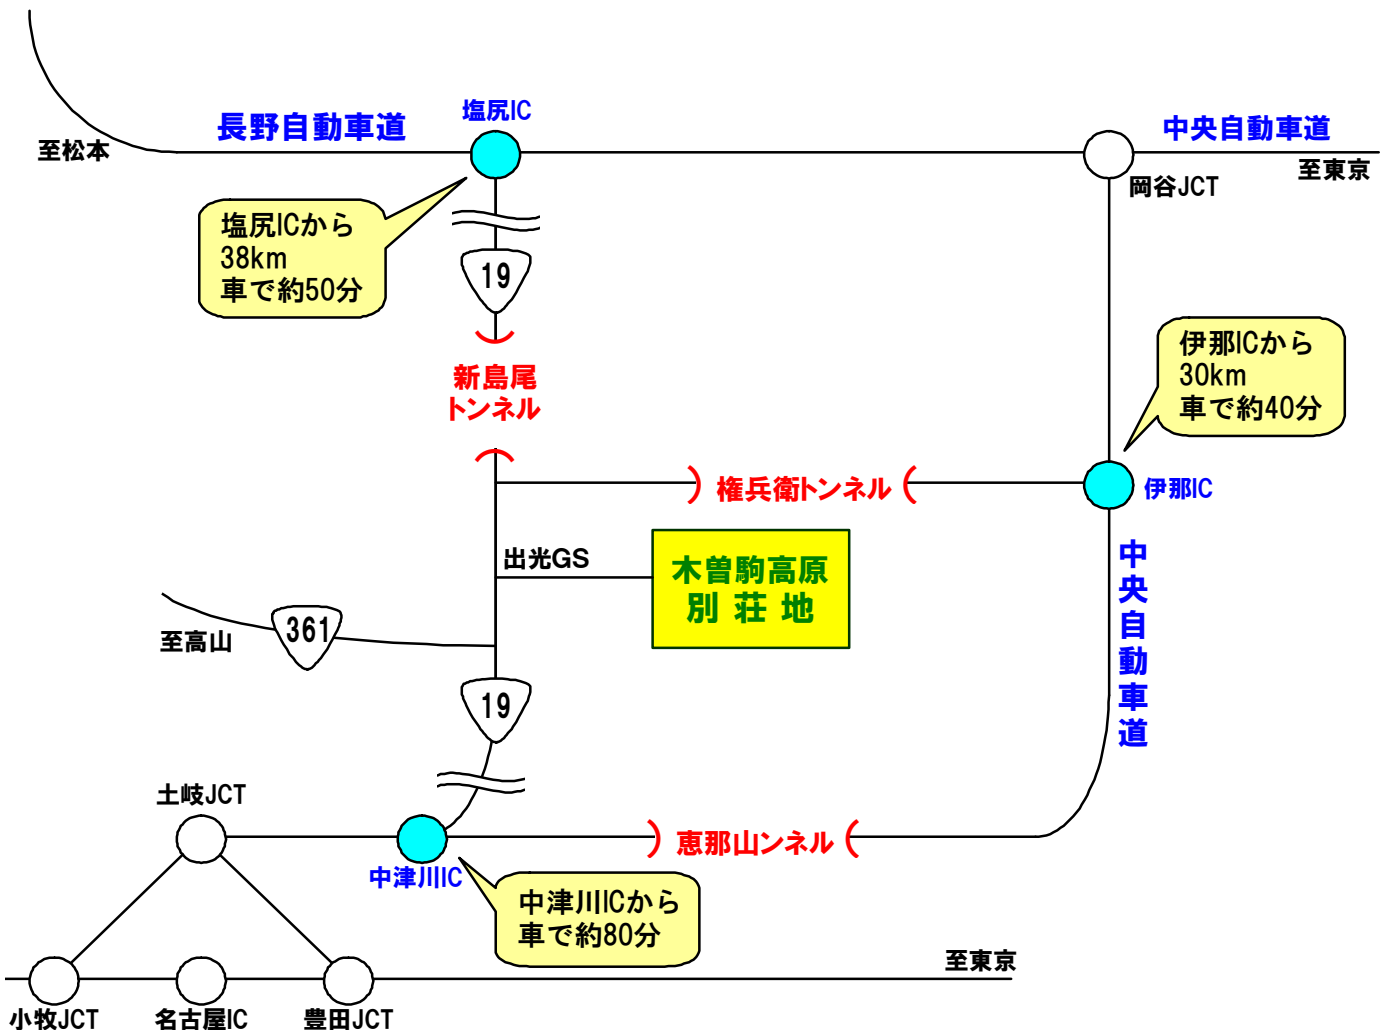 塩尻IC
長野自動車道
中央自動車道
至松本
至東京
岡谷JCT
塩尻ICから
38km
車で約50分
19
伊那ICから
30km
車で約40分
新島尾
トンネル
権兵衛トンネル
伊那IC
出光GS
木曽駒高原
別荘地
中央自動車道
361
至高山
19
土岐JCT
恵那山ンネル
中津川IC
中津川ICから
車で約80分
至東京
小牧JCT
名古屋IC
豊田JCT